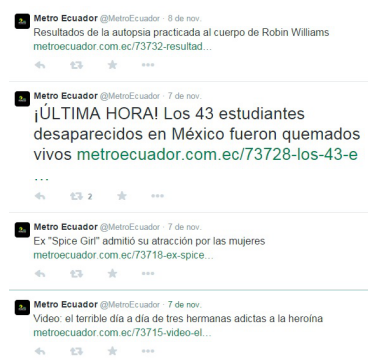 Metro Ecuador @MetroEcuador · 8 de nov.
Resultados de la autopsia practicada al cuerpo de Robin Williams
metroecuador.com.ec/73732-resultad...
Metro Ecuador @MetroEcuador · 7 de nov.
¡ÚLTIMA HORA! Los 43 estudiantes
desaparecidos en México fueron quemados
vivos metroecuador.com.ec/73728-los-43-e
...
2
Metro Ecuador @MetroEcuador · 7 de nov.
Ex "Spice Girl" admitió su atracción por las mujeres
metroecuador.com.ec/73718-ex-spice...
Metro Ecuador @MetroEcuador · 7 de nov.
Video: el terrible día a día de tres hermanas adictas a la heroína
metroecuador.com.ec/73715-video-el...